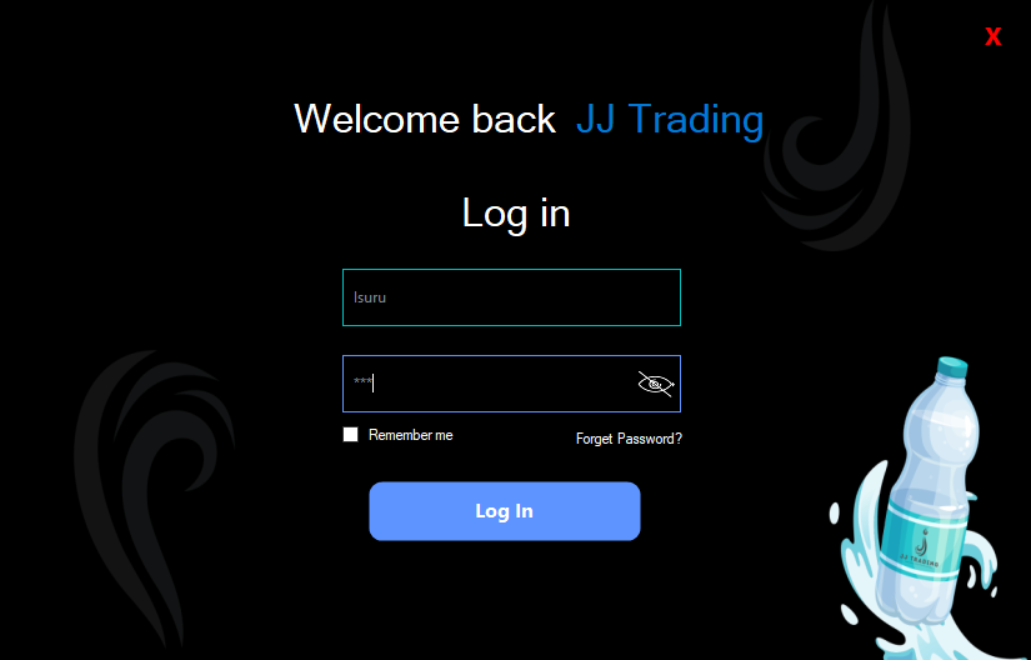 X
Welcome back JJ Trading
Log in
Isuru
***
Remember me
Forget Password?
Log In
JJ TRADING